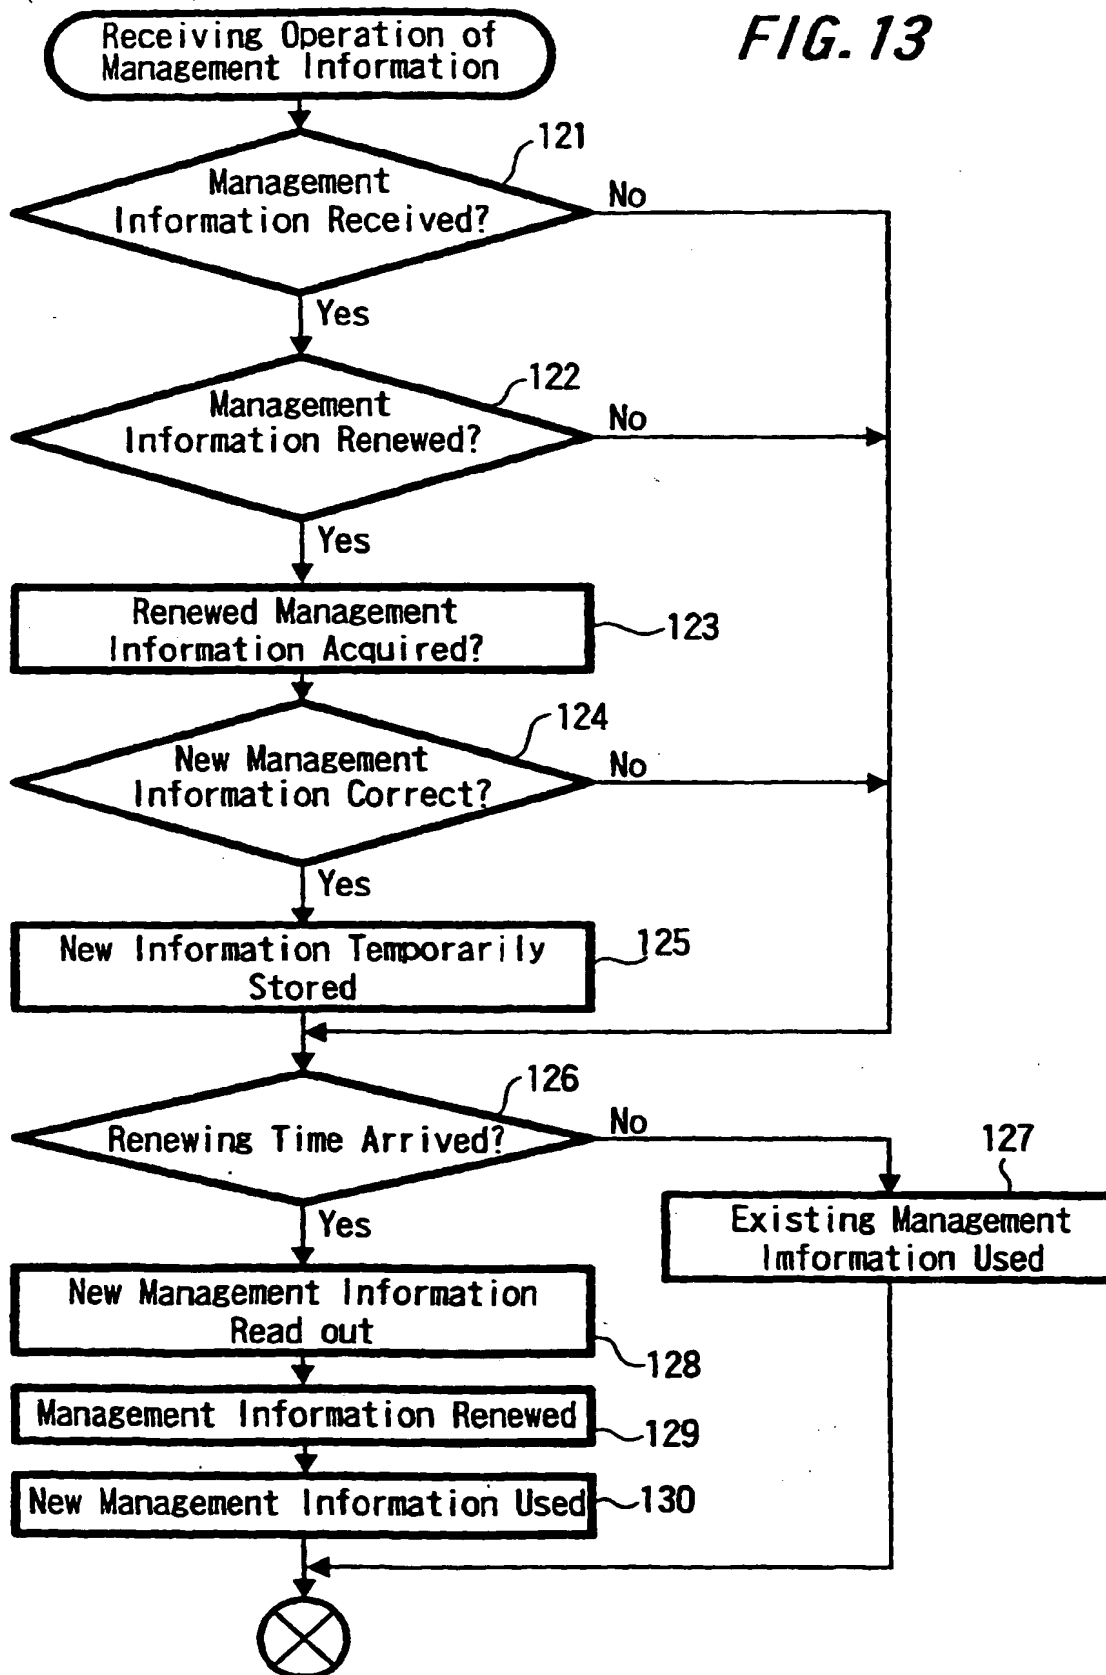 FIG. 13
Receiving Operation of
Management Information
121
Management
Information Received?
No
Yes
122
Management
Information Renewed?
No
Yes
Renewed Management
Information Acquired?
123
124
New Management
Information Correct?
No
Yes
New Information Temporarily
Stored
125
126
Renewing Time Arrived?
No
127
Existing Management
Imformation Used
Yes
New Management Information
Read out
128
Management Information Renewed
129
New Management Information Used
130